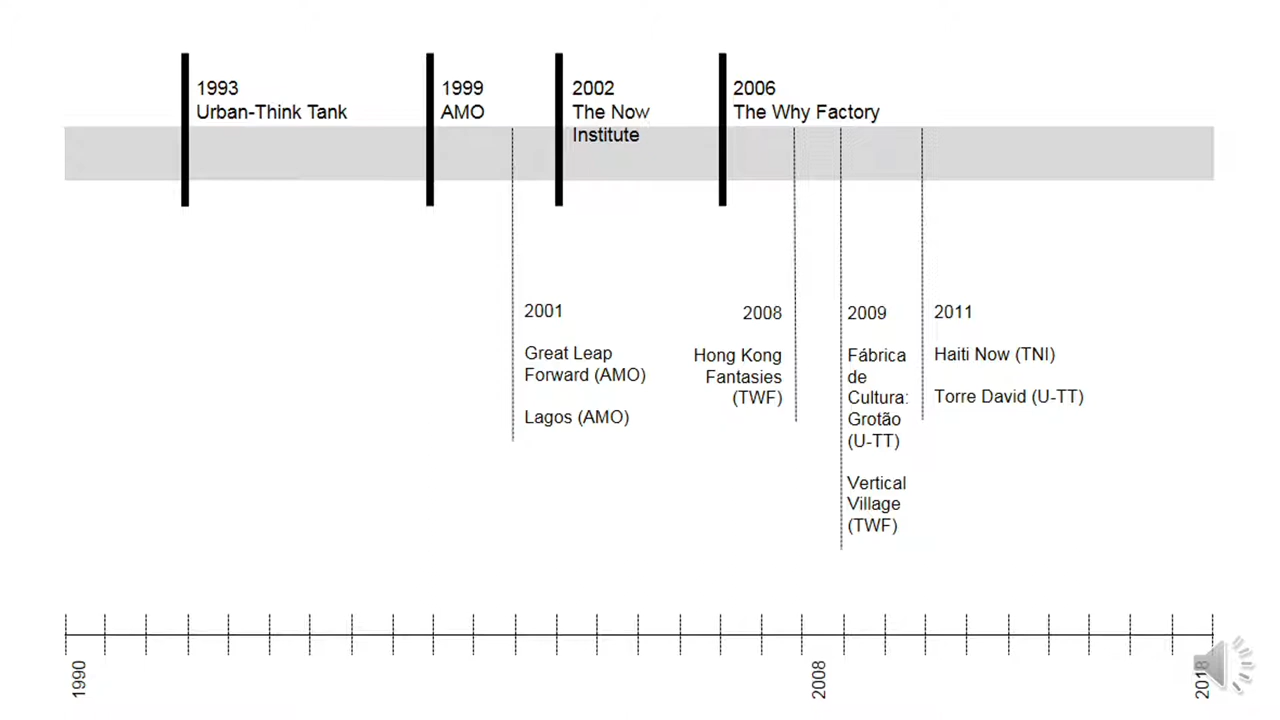 1993
Urban-Think Tank
1999
AMO
2002
The Now
Institute
2006
The Why Factory
2001
Great Leap
Forward (AMO)
Lagos (AMO)
2008
Hong Kong
Fantasies
(TWF)
2009
Fábrica
de
Cultura:
Grotão
(U-TT)
Vertical
Village
(TWF)
2011
Haiti Now (TNI)
Torre David (U-TT)
1990
2008
2018